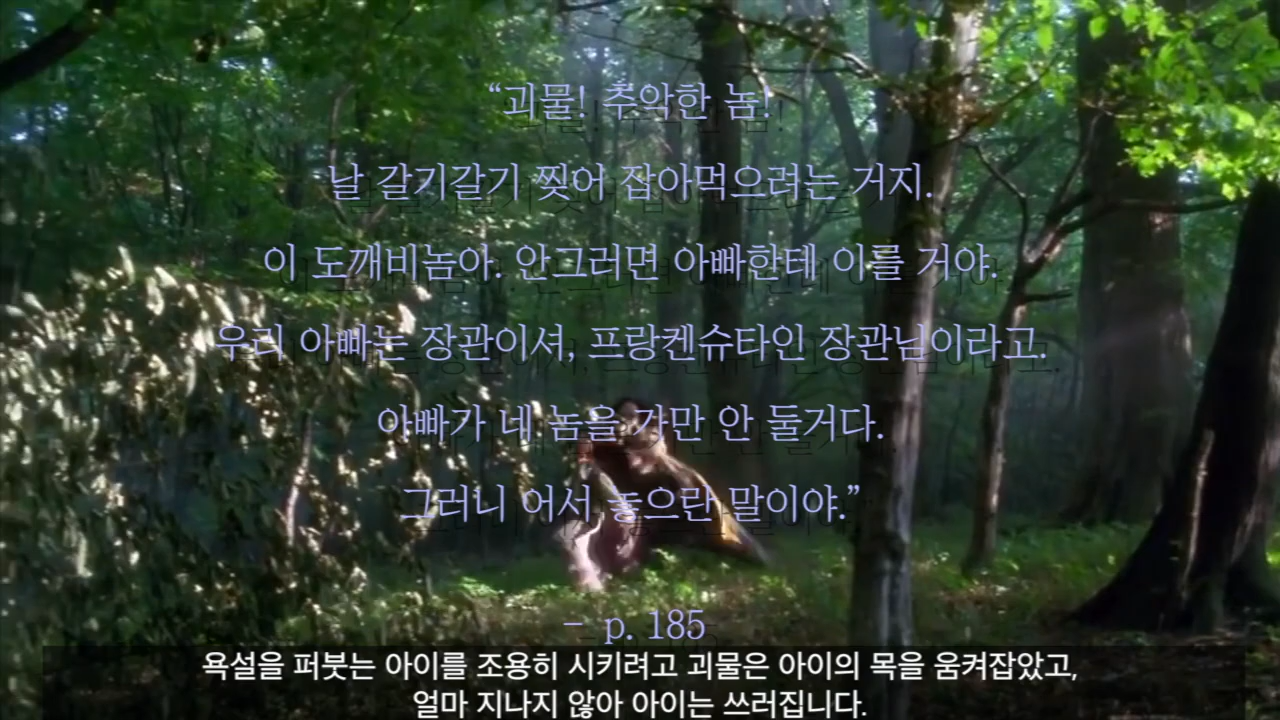 “괴물! 추악한 놈!
날 갈기갈기 찢어 잡아먹으려는 거지.
이 도깨비놈아. 안그러면 아빠한테 이를 거야.
우리 아빠는 장관이셔, 프랑켄슈타인 장관님이라고.
아빠가 네 놈을 가만 안 둘거다.
그러니 어서 놓으란 말이야.”
- p. 185
욕설을 퍼붓는 아이를 조용히 시키려고 괴물은 아이의 목을 움켜잡았고,
얼마 지나지 않아 아이는 쓰러집니다.